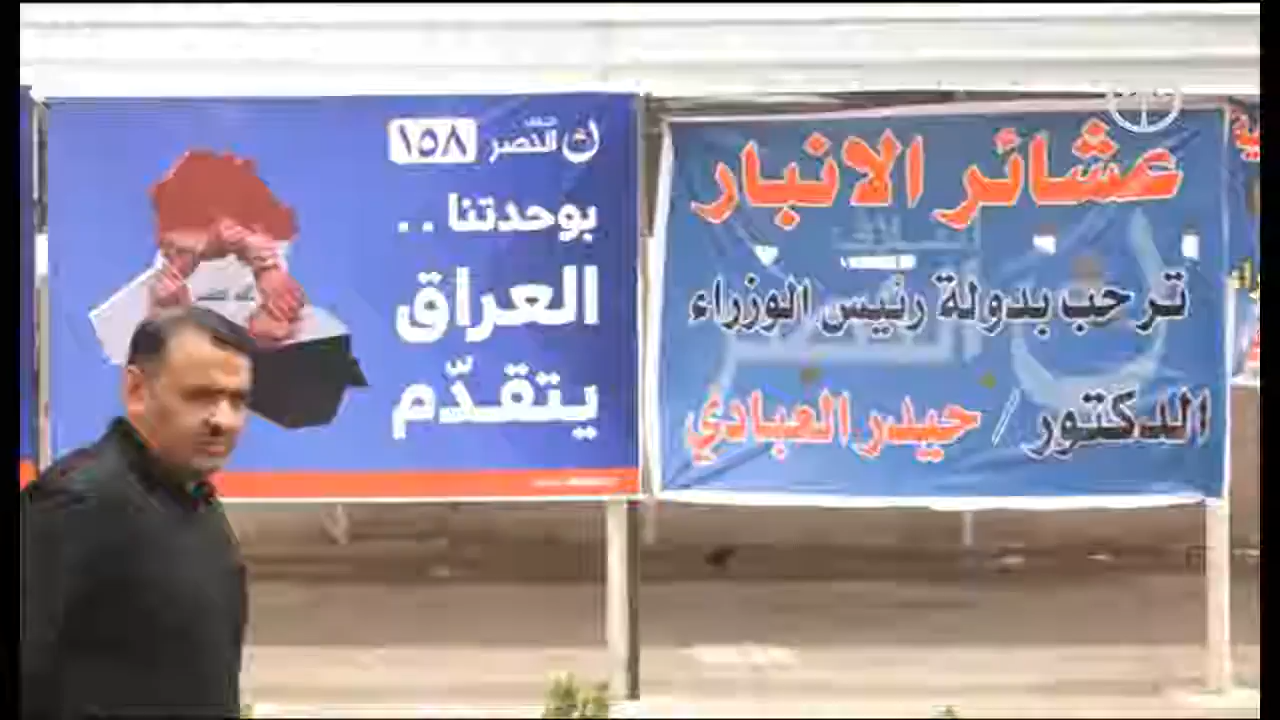 ائتلاف
النصر ١٥٨
بوحدتنا ..
العراق
يتقدّم
عشائر الانبار
ترحب بدولة رئيس الوزراء
الدكتور / حيدر العبادي